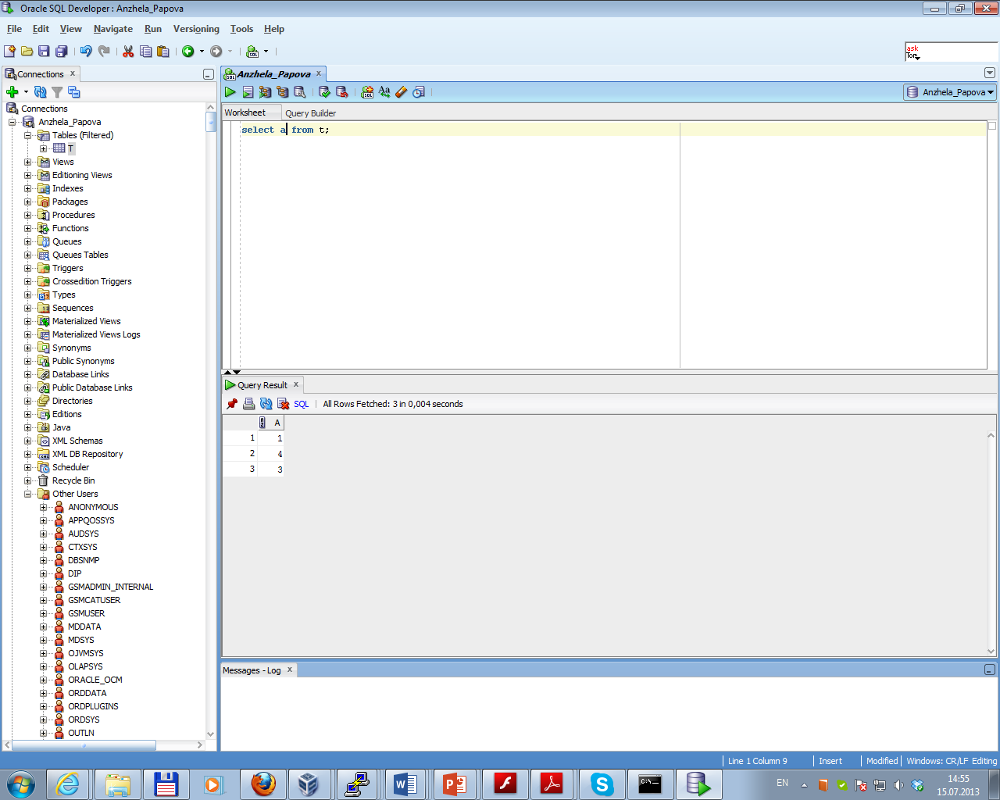 Oracle SQL Developer : Anzhela_Papova
File Edit View Navigate Run Versioning Tools Help
ask
Tom
Connections
Connections
Anzhela_Papova
Tables (Filtered)
T
Views
Editioning Views
Indexes
Packages
Procedures
Functions
Queues
Queues Tables
Triggers
Crossedition Triggers
Types
Sequences
Materialized Views
Materialized Views Logs
Synonyms
Public Synonyms
Database Links
Public Database Links
Directories
Editions
Java
XML Schemas
XML DB Repository
Scheduler
Recycle Bin
Other Users
ANONYMOUS
APPQOSSYS
AUDSYS
CTXSYS
DBSNMP
DIP
GSMADMIN_INTERNAL
GSMCATUSER
GSMUSER
MDDATA
MDSYS
OJVMSYS
OLAPSYS
ORACLE_OCM
ORDDATA
ORDPLUGINS
ORDSYS
OUTLN
Anzhela_Papova
Anzhela_Papova
Worksheet Query Builder
select a from t;
Query Result
SQL All Rows Fetched: 3 in 0,004 seconds
A
1 1
2 4
3 3
Messages - Log
Line 1 Column 9 Insert Modified Windows: CR/LF Editing
EN 14:55
15.07.2013